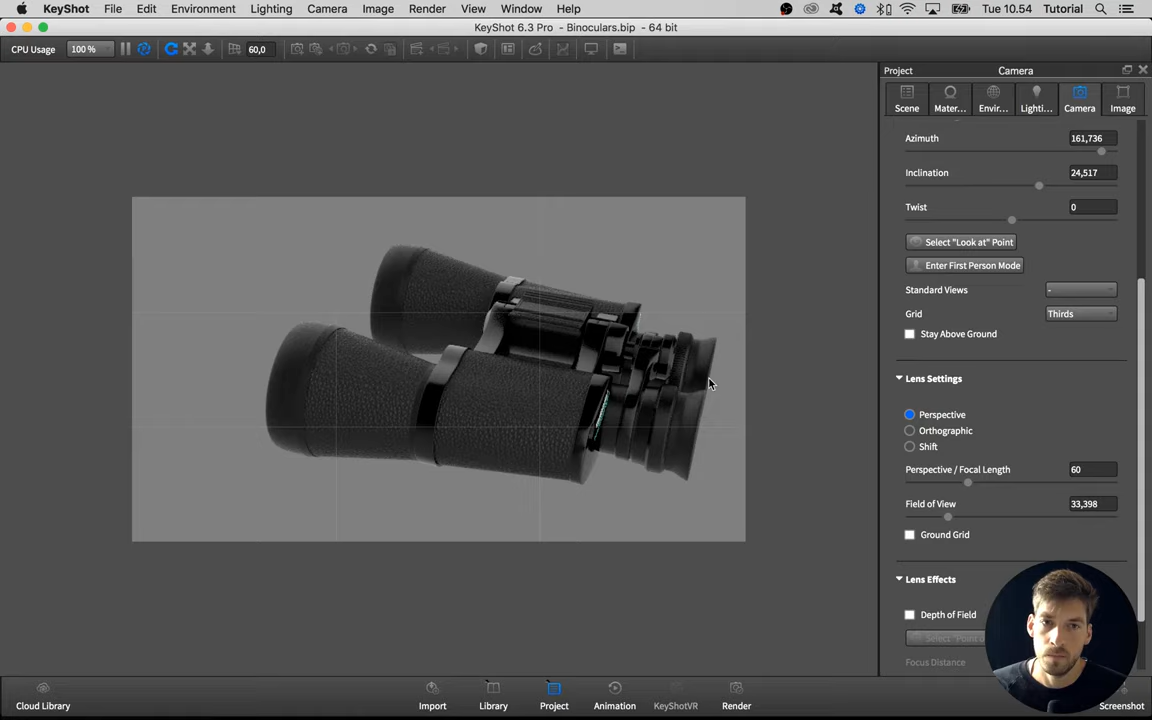 KeyShot File Edit Environment Lighting Camera Image Render View Window Help Tue 10.54 Tutorial
KeyShot 6.3 Pro - Binoculars.bip - 64 bit
CPU Usage 100 % 60,0
Project Camera
Scene Mater... Envir... Lighti... Camera Image
Azimuth 161,736
Inclination 24,517
Twist 0
Select "Look at" Point
Enter First Person Mode
Standard Views -
Grid Thirds
Stay Above Ground
Lens Settings
Perspective
Orthographic
Shift
Perspective / Focal Length 60
Field of View 33,398
Ground Grid
Lens Effects
Depth of Field
Focus Distance
Cloud Library Import Library Project Animation KeyShotVR Render Screenshot